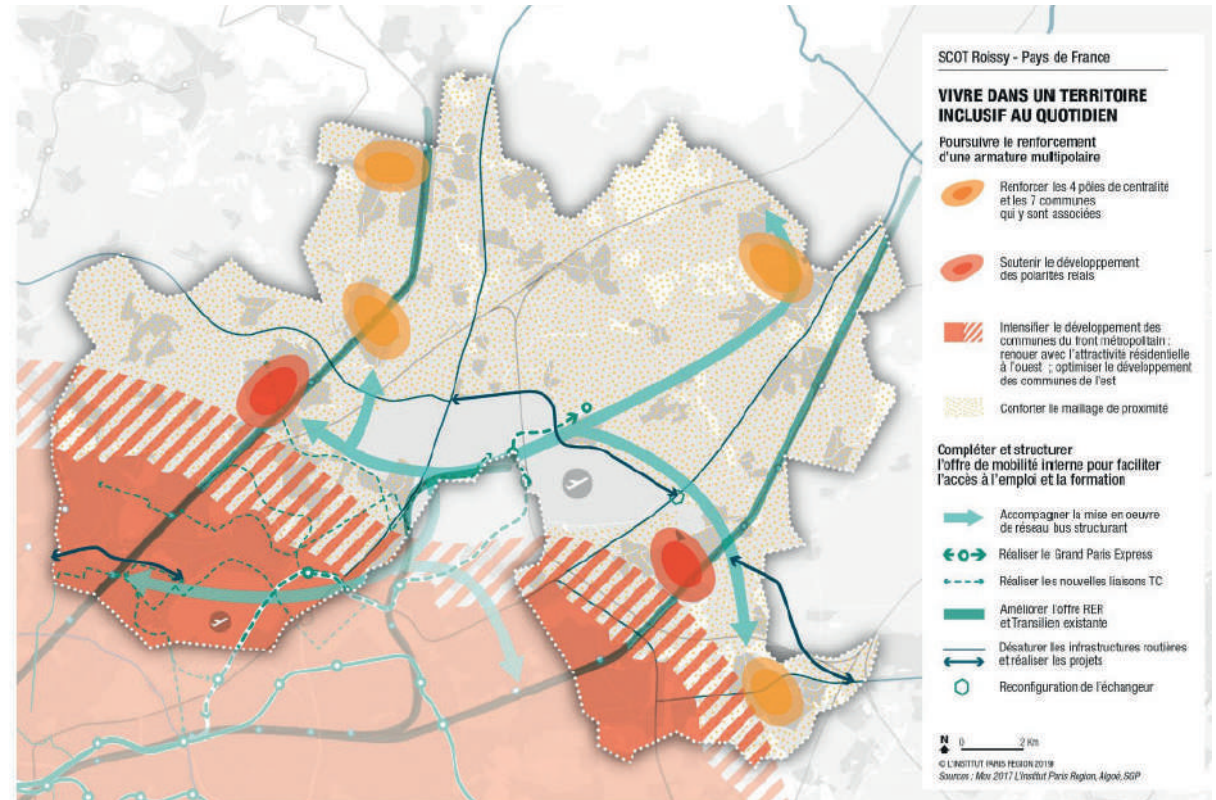 SCOT Roissy - Pays de France
VIVRE DANS UN TERRITOIRE
INCLUSIF AU QUOTIDIEN
Poursuivre le renforcement
d'une armature multipolaire
Renforcer les 4 pôles de centralité
et les 7 communes
qui y sont associées
Soutenir le développpement
des polarités relais
Intensifier le développement des
communes du front métropolitain :
renouer avec l'attractivité résidentielle
à l'ouest ; optimiser le développement
des communes de l'est
Conforter le maillage de proximité
Compléter et structurer
l'offre de mobilité interne pour faciliter
l'accès à l'emploi et la formation
Accompagner la mise en oeuvre
de réseau bus structurant
Réaliser le Grand Paris Express
Réaliser les nouvelles liaisons TC
Améliorer l'offre RER
et Transilien existante
Désaturer les infrastructures routières
et réaliser les projets
Reconfiguration de l'échangeur
N 0 2 Km
© L'INSTITUT PARIS REGION 2019
Sources : Mos 2017 L'Institut Paris Region, Algoé, SGP